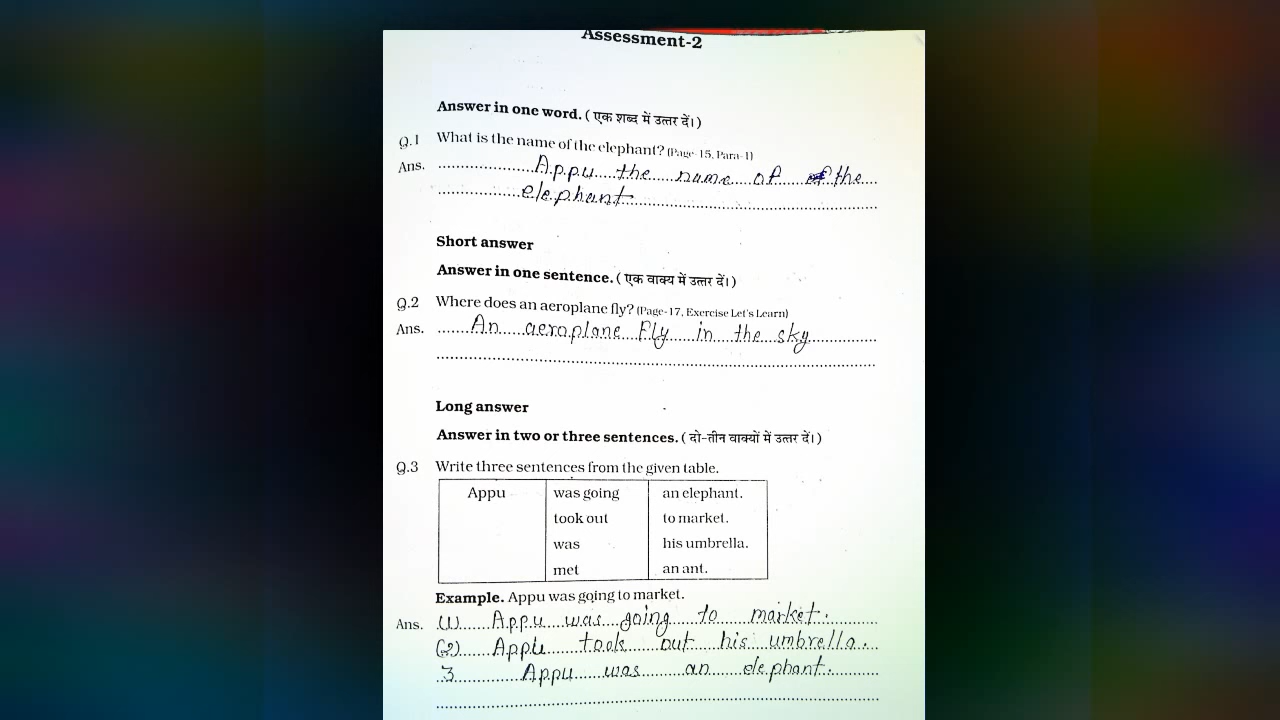 Assessment-2
Answer in one word. ( एक शब्द में उत्तर दें। )
Q.1 What is the name of the elephant? (Page-15, Para-1)
Ans. Appu the name of the
elephant
Short answer
Answer in one sentence. ( एक वाक्य में उत्तर दें। )
Q.2 Where does an aeroplane fly? (Page-17, Exercise Let's Learn)
Ans. An aeroplane Fly in the sky
Long answer
Answer in two or three sentences. ( दो-तीन वाक्यों में उत्तर दें। )
Q.3 Write three sentences from the given table.
Appu was going an elephant.
took out to market.
was his umbrella.
met an ant.
Example. Appu was going to market.
Ans. (1) Appu was going to market.
(2) Appu took out his umbrella.
3 Appu was an elephant.